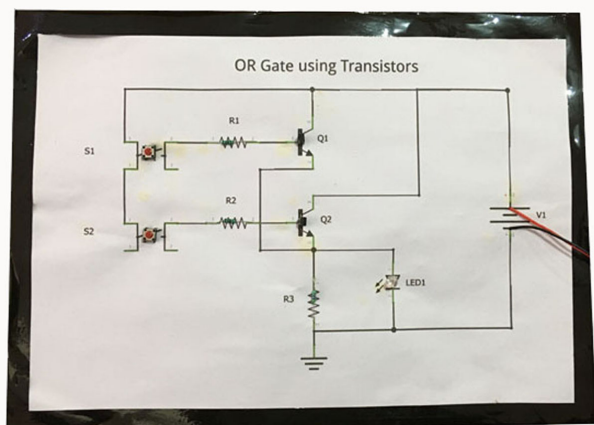 OR Gate using Transistors
R1
Q1
S1
R2
Q2
V1
S2
LED1
R3